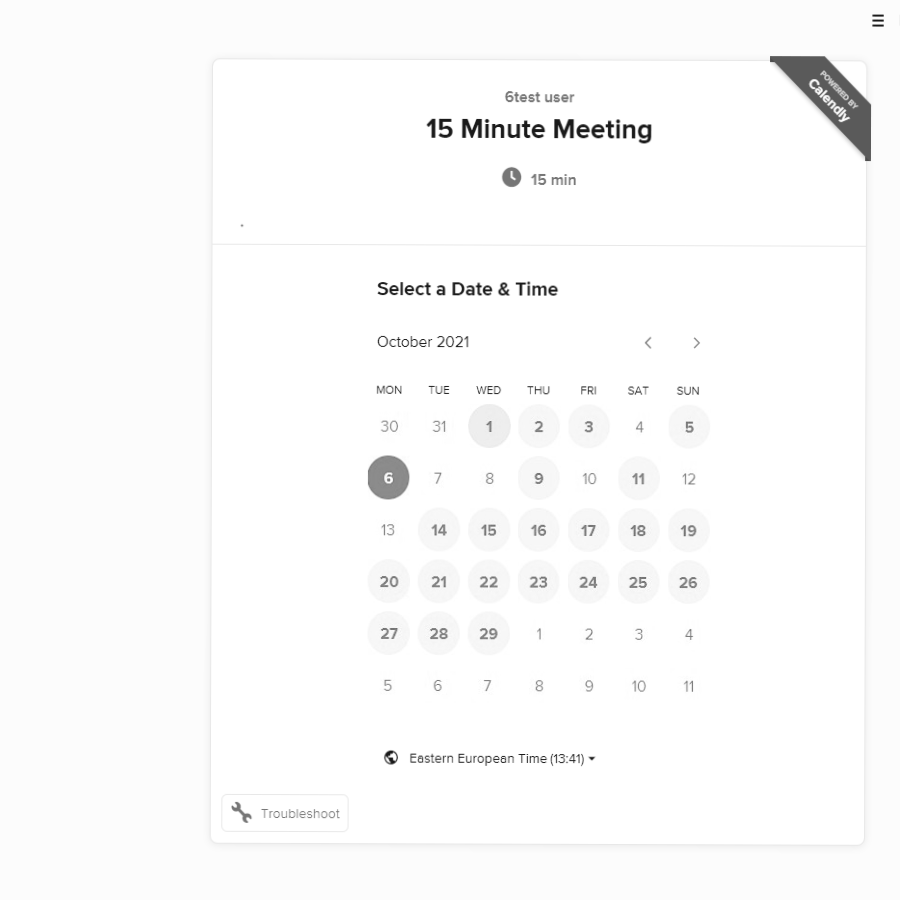 POWERED BY
Calendly
6test user
15 Minute Meeting
15 min
Select a Date & Time
October 2021
MON TUE WED THU FRI SAT SUN
30 31 1 2 3 4 5
6 7 8 9 10 11 12
13 14 15 16 17 18 19
20 21 22 23 24 25 26
27 28 29 1 2 3 4
5 6 7 8 9 10 11
Eastern European Time (13:41)
Troubleshoot